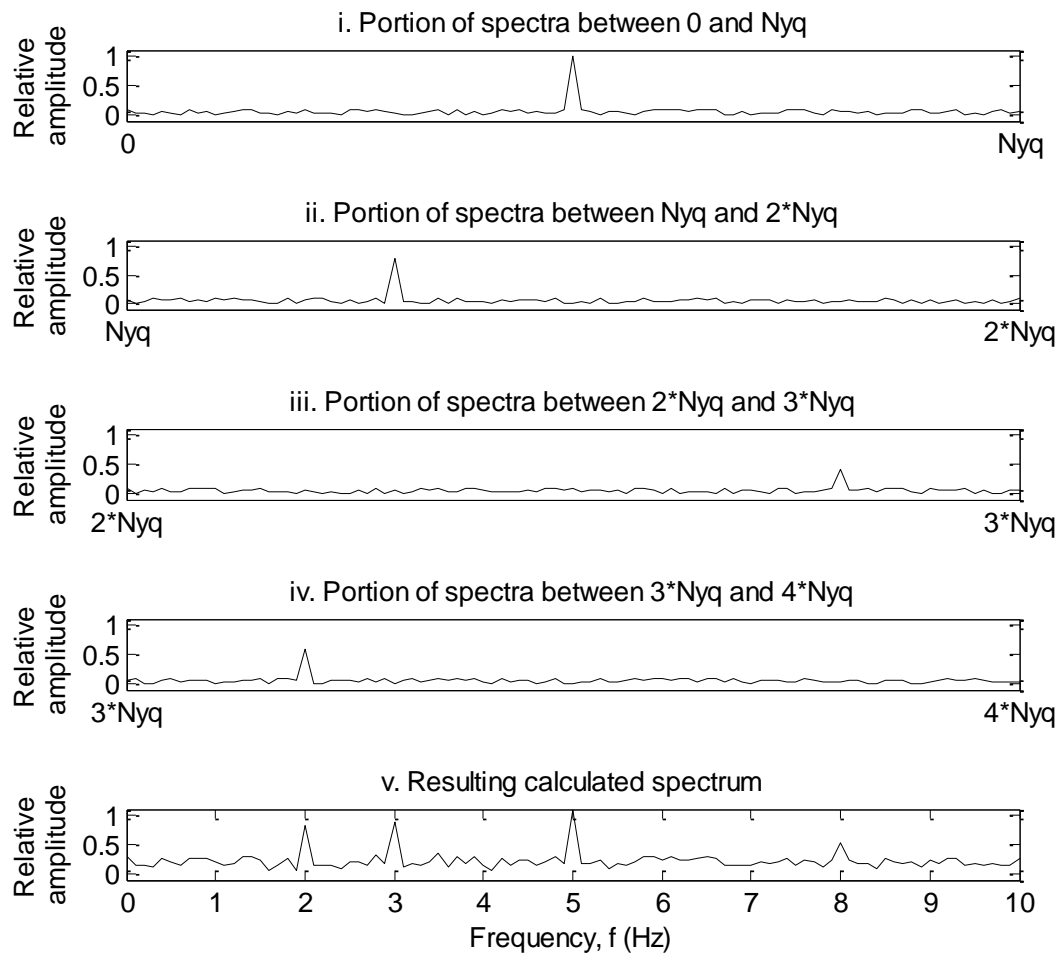 i. Portion of spectra between 0 and Nyq
Relative
amplitude
1
0.5
0
0
Nyq
ii. Portion of spectra between Nyq and 2*Nyq
Relative
amplitude
1
0.5
0
Nyq
2*Nyq
iii. Portion of spectra between 2*Nyq and 3*Nyq
Relative
amplitude
1
0.5
0
2*Nyq
3*Nyq
iv. Portion of spectra between 3*Nyq and 4*Nyq
Relative
amplitude
1
0.5
0
3*Nyq
4*Nyq
v. Resulting calculated spectrum
Relative
amplitude
1
0.5
0
0 1 2 3 4 5 6 7 8 9 10
Frequency, f (Hz)